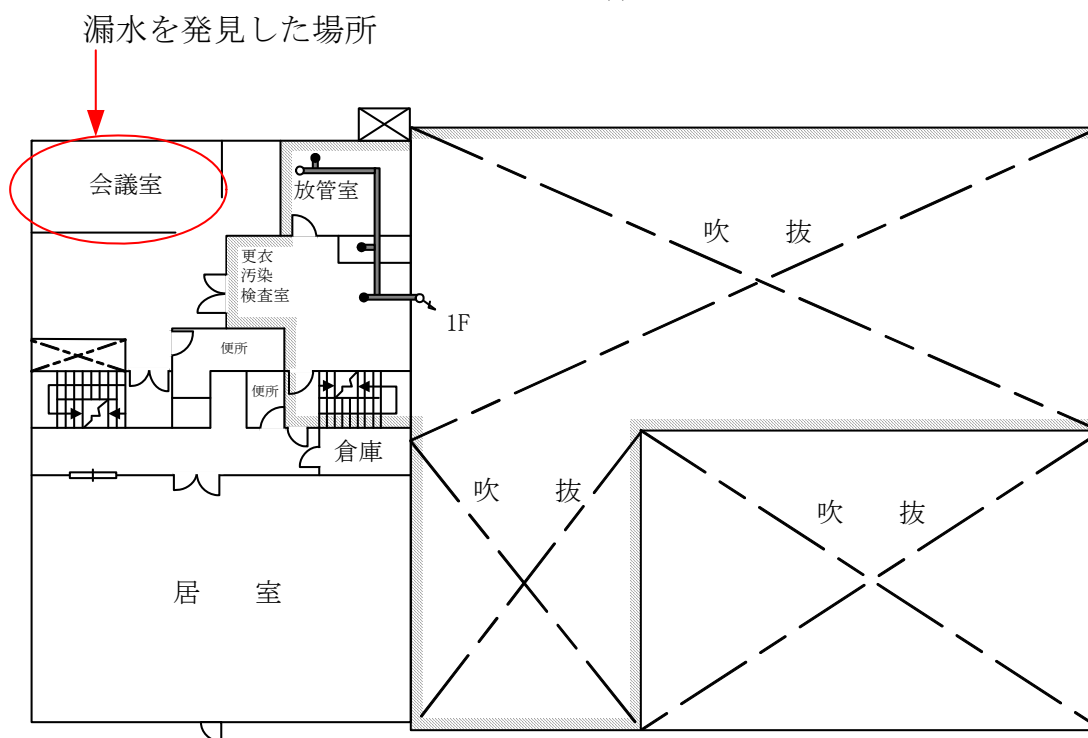 漏水を発見した場所
会議室
放管室
吹 抜
更衣
汚染
検査室
1F
便所
便所
倉庫
吹 抜
吹 抜
居 室